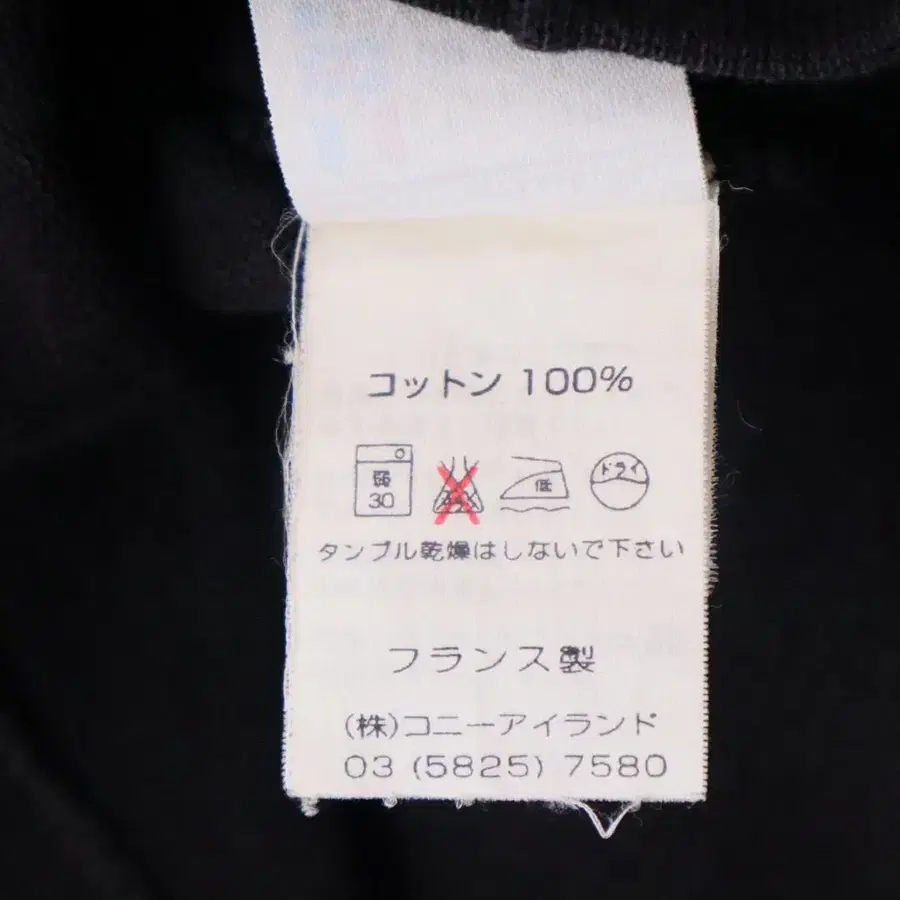 コットン 100%
弱 30 低 ドライ
タンブル乾燥はしないで下さい
フランス製
(株)コニーアイランド
03 (5825) 7580